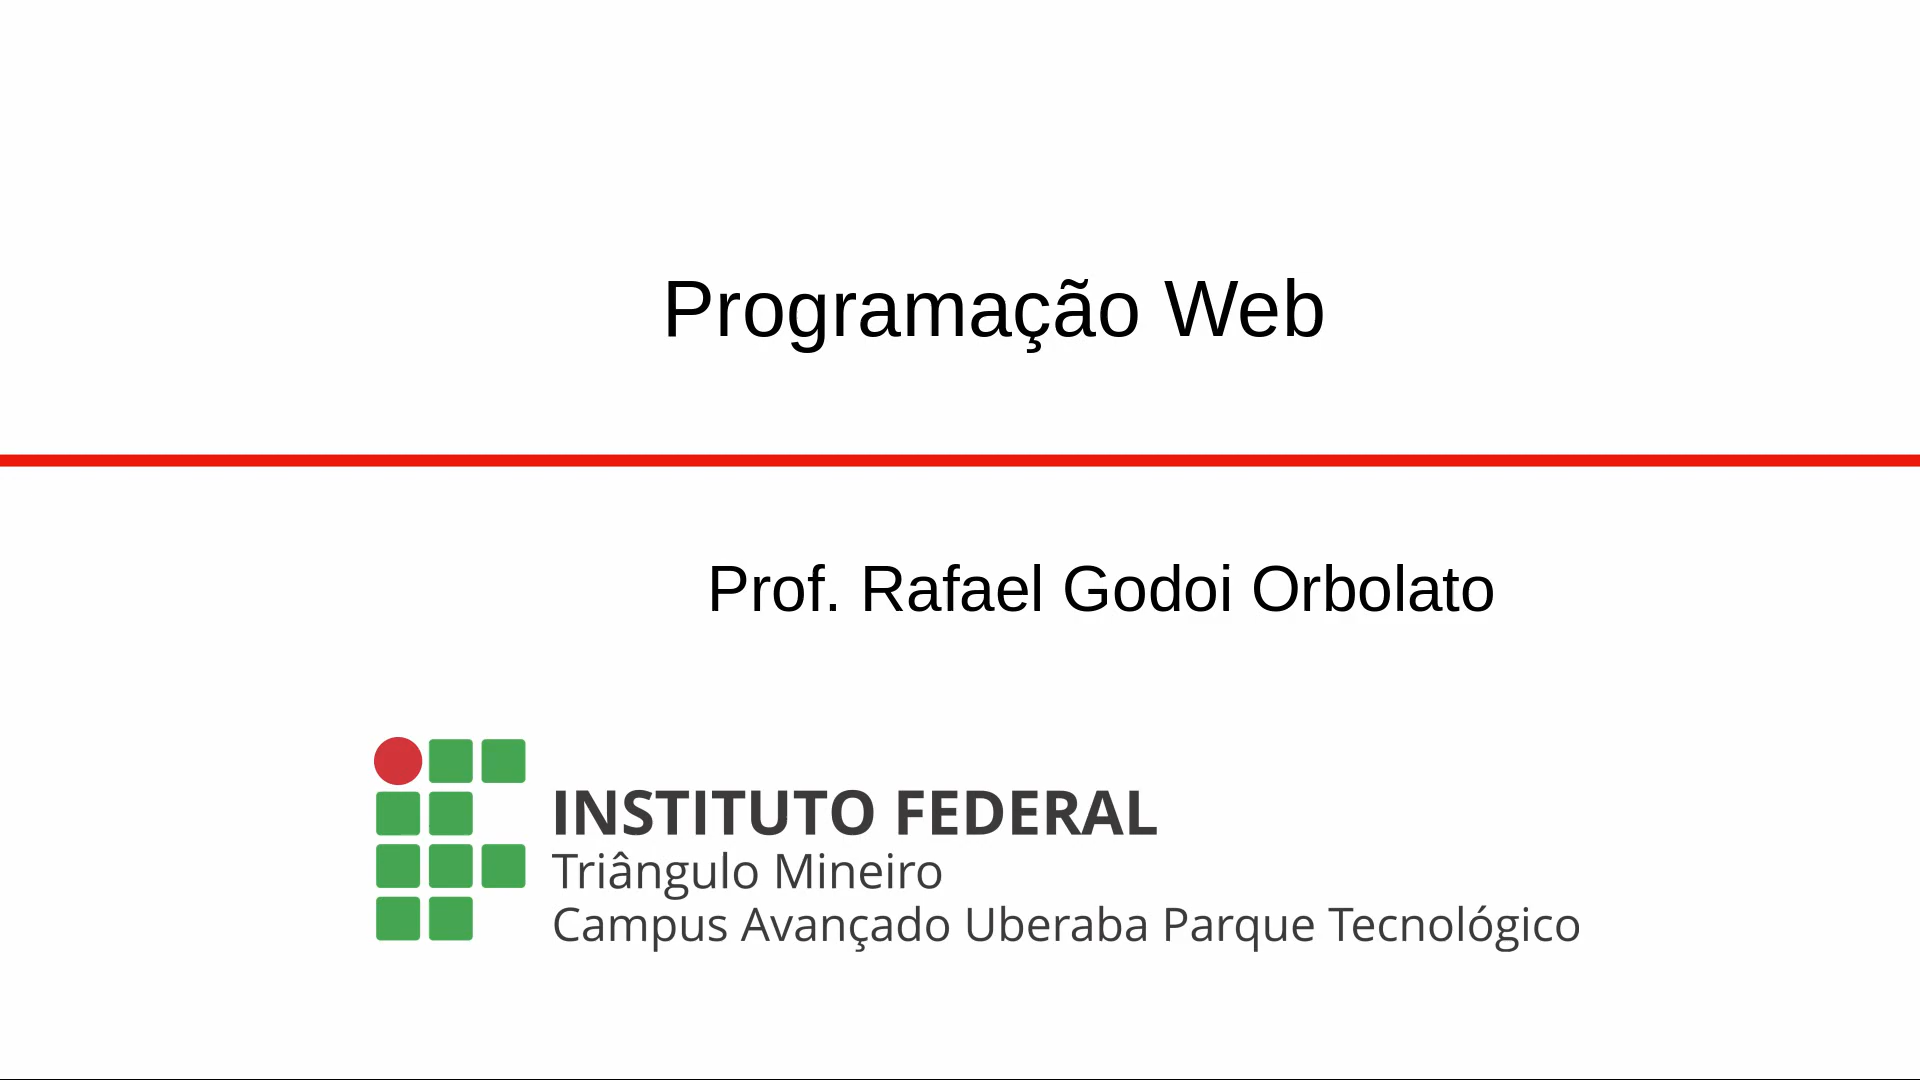 Programação Web
Prof. Rafael Godoi Orbolato
INSTITUTO FEDERAL
Triângulo Mineiro
Campus Avançado Uberaba Parque Tecnológico